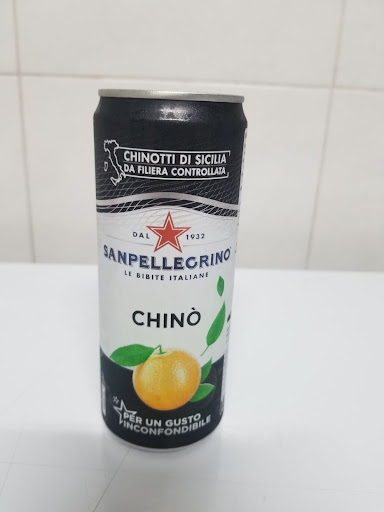 CHINOTTI DI SICILIA
DA FILIERA CONTROLLATA
DAL 1932
SANPELLEGRINO
LE BIBITE ITALIANE
CHINÒ
PER UN GUSTO
INCONFONDIBILE